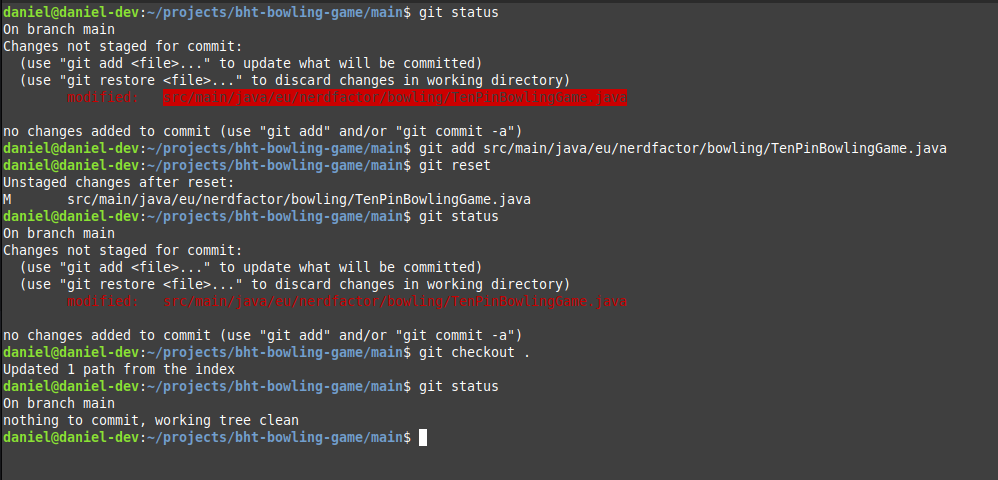 daniel@daniel-dev:~/projects/bht-bowling-game/main$ git status
On branch main
Changes not staged for commit:
  (use "git add <file>..." to update what will be committed)
  (use "git restore <file>..." to discard changes in working directory)
        modified:   src/main/java/eu/nerdfactor/bowling/TenPinBowlingGame.java

no changes added to commit (use "git add" and/or "git commit -a")
daniel@daniel-dev:~/projects/bht-bowling-game/main$ git add src/main/java/eu/nerdfactor/bowling/TenPinBowlingGame.java
daniel@daniel-dev:~/projects/bht-bowling-game/main$ git reset
Unstaged changes after reset:
M       src/main/java/eu/nerdfactor/bowling/TenPinBowlingGame.java
daniel@daniel-dev:~/projects/bht-bowling-game/main$ git status
On branch main
Changes not staged for commit:
  (use "git add <file>..." to update what will be committed)
  (use "git restore <file>..." to discard changes in working directory)
        modified:   src/main/java/eu/nerdfactor/bowling/TenPinBowlingGame.java

no changes added to commit (use "git add" and/or "git commit -a")
daniel@daniel-dev:~/projects/bht-bowling-game/main$ git checkout .
Updated 1 path from the index
daniel@daniel-dev:~/projects/bht-bowling-game/main$ git status
On branch main
nothing to commit, working tree clean
daniel@daniel-dev:~/projects/bht-bowling-game/main$